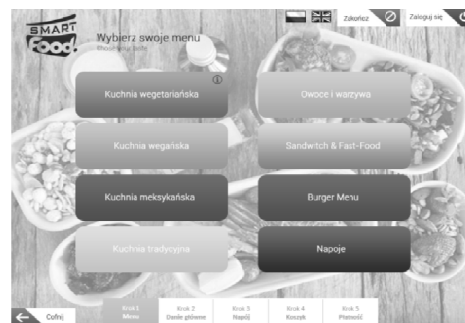 SMART
Food.
Wybierz swoje menu
Zakończ
Zaloguj się
Kuchnia wegetariańska
Owoce i warzywa
Kuchnia wegańska
Sandwitch & Fast-Food
Kuchnia meksykańska
Burger Menu
Kuchnia tradycyjna
Napoje
Cofnij
Krok 1
Menu
Krok 2
Danie główne
Krok 3
Napój
Krok 4
Koszyk
Krok 5
Płatność